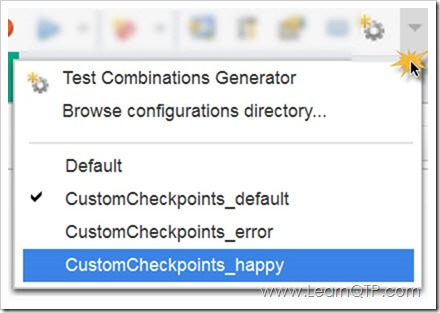 Test Combinations Generator
Browse configurations directory...
Default
CustomCheckpoints_default
CustomCheckpoints_error
CustomCheckpoints_happy
www.LearnQTP.com